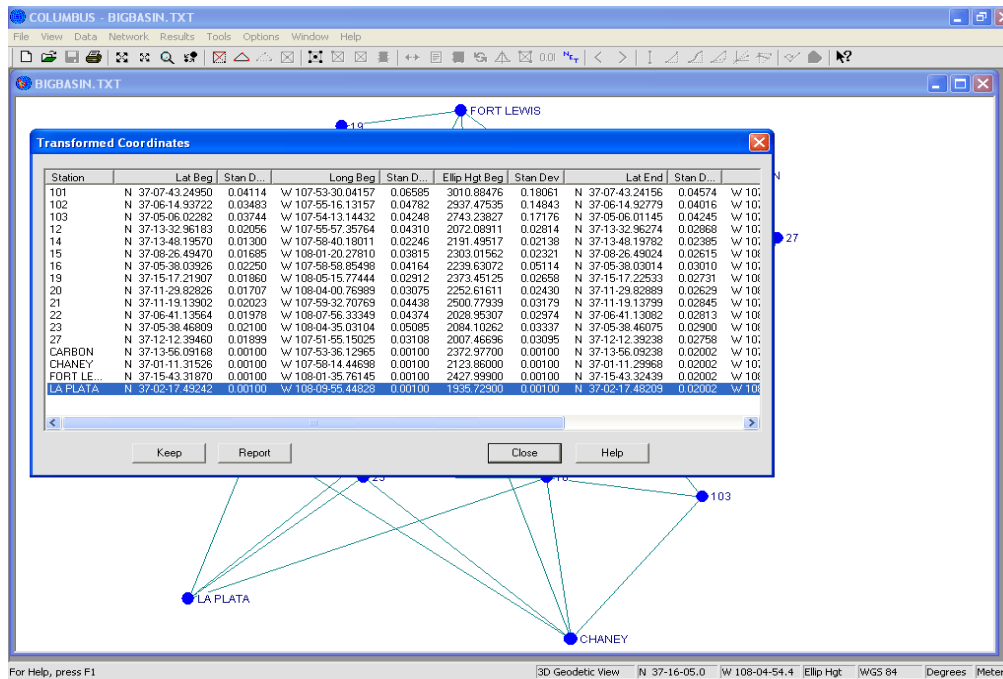 COLUMBUS - BIGBASIN.TXT
File View Data Network Results Tools Options Window Help
0.01
BIGBASIN.TXT
FORT LEWIS
19
Transformed Coordinates
Station Lat Beg Stan D... Long Beg Stan D... Ellip Hgt Beg Stan Dev Lat End Stan D...
101 N 37-07-43.24950 0.04114 W 107-53-30.04157 0.06585 3010.88476 0.18061 N 37-07-43.24156 0.04574 W 107
102 N 37-06-14.93722 0.03483 W 107-55-16.13157 0.04782 2937.47535 0.14843 N 37-06-14.92779 0.04016 W 107
103 N 37-05-06.02282 0.03744 W 107-54-13.14432 0.04248 2743.23827 0.17176 N 37-05-06.01145 0.04245 W 107
12 N 37-13-32.96183 0.02056 W 107-55-57.35764 0.04310 2072.08911 0.02814 N 37-13-32.96274 0.02868 W 107
14 N 37-13-48.19570 0.01300 W 107-58-40.18011 0.02246 2191.49517 0.02138 N 37-13-48.19782 0.02385 W 107
15 N 37-08-26.49470 0.01685 W 108-01-20.27810 0.03815 2303.01562 0.02321 N 37-08-26.49024 0.02615 W 108
16 N 37-05-38.03926 0.02250 W 107-58-58.85498 0.04164 2239.63072 0.05114 N 37-05-38.03014 0.03010 W 107
19 N 37-15-17.21907 0.01860 W 108-05-15.77444 0.02912 2373.45125 0.02658 N 37-15-17.22533 0.02731 W 108
20 N 37-11-29.82826 0.01707 W 108-04-00.76989 0.03075 2252.61611 0.02430 N 37-11-29.82889 0.02629 W 108
21 N 37-11-19.13902 0.02023 W 107-59-32.70769 0.04438 2500.77939 0.03179 N 37-11-19.13799 0.02845 W 107
22 N 37-06-41.13564 0.01978 W 108-07-56.33349 0.04374 2028.95307 0.02974 N 37-06-41.13082 0.02813 W 108
23 N 37-05-38.46809 0.02100 W 108-04-35.03104 0.05085 2084.10262 0.03337 N 37-05-38.46075 0.02900 W 108
27 N 37-12-12.39460 0.01899 W 107-51-55.15025 0.03108 2007.46696 0.03095 N 37-12-12.39238 0.02758 W 107
CARBON N 37-13-56.09168 0.00100 W 107-53-36.12965 0.00100 2372.97700 0.00100 N 37-13-56.09238 0.02002 W 107
CHANEY N 37-01-11.31526 0.00100 W 107-58-14.44698 0.00100 2123.86000 0.00100 N 37-01-11.29968 0.02002 W 107
FORT LE... N 37-15-43.31870 0.00100 W 108-01-35.76145 0.00100 2427.99900 0.00100 N 37-15-43.32439 0.02002 W 108
LA PLATA N 37-02-17.49242 0.00100 W 108-09-55.44828 0.00100 1935.72900 0.00100 N 37-02-17.48209 0.02002 W 108
27
Keep Report Close Help
103
LA PLATA
CHANEY
For Help, press F1 3D Geodetic View N 37-16-05.0 W 108-04-54.4 Ellip Hgt WGS 84 Degrees Meter